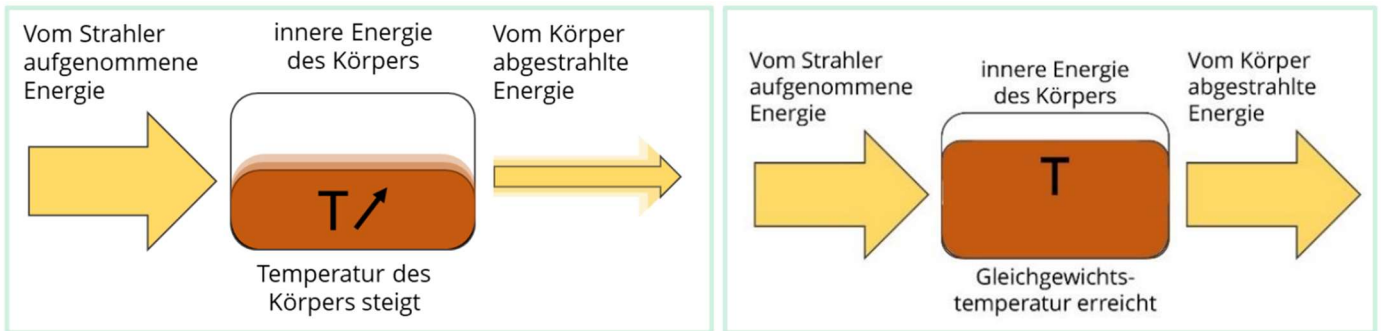 Vom Strahler
aufgenommene
Energie
innere Energie
des Körpers
Vom Körper
abgestrahlte
Energie
T
Temperatur des
Körpers steigt
Vom Strahler
aufgenommene
Energie
innere Energie
des Körpers
Vom Körper
abgestrahlte
Energie
T
Gleichgewichts-
temperatur erreicht